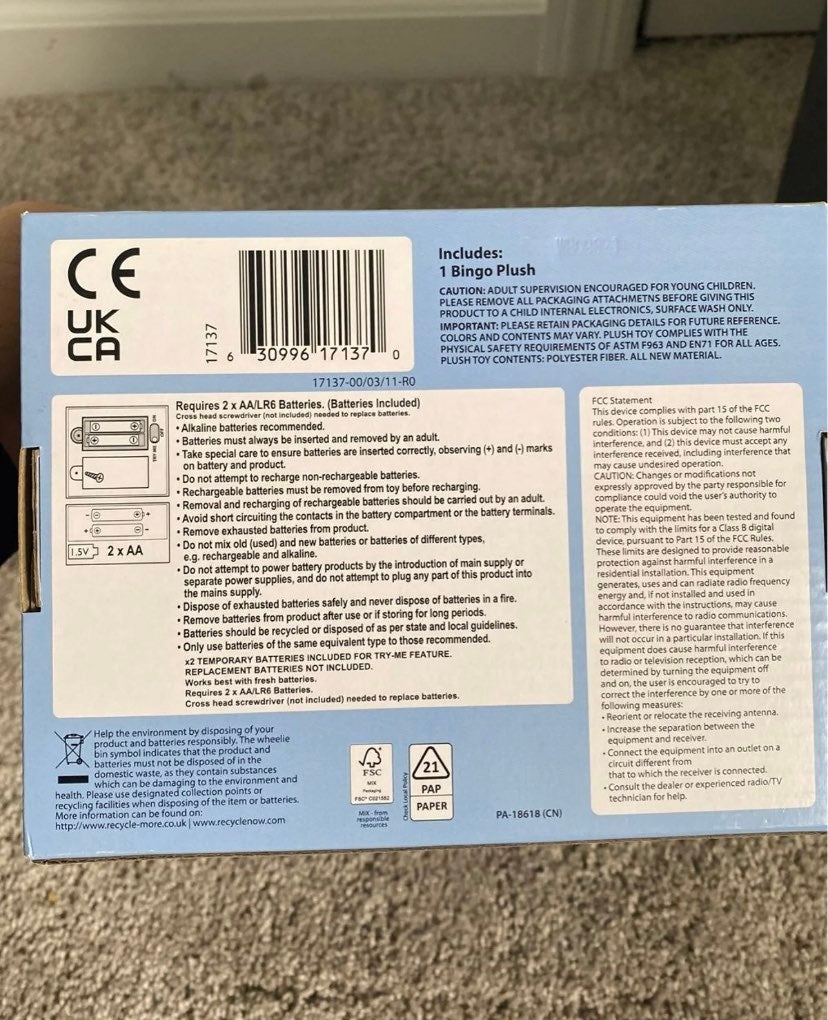 CE
UK
CA
17137
6 30996 17137 0
17137-00/03/11-R0
Includes:
1 Bingo Plush
CAUTION: ADULT SUPERVISION ENCOURAGED FOR YOUNG CHILDREN.
PLEASE REMOVE ALL PACKAGING ATTACHMETNS BEFORE GIVING THIS
PRODUCT TO A CHILD INTERNAL ELECTRONICS, SURFACE WASH ONLY.
IMPORTANT: PLEASE RETAIN PACKAGING DETAILS FOR FUTURE REFERENCE.
COLORS AND CONTENTS MAY VARY. PLUSH TOY COMPLIES WITH THE
PHYSICAL SAFETY REQUIREMENTS OF ASTM F963 AND EN71 FOR ALL AGES.
PLUSH TOY CONTENTS: POLYESTER FIBER. ALL NEW MATERIAL.
ON
OFF
TRY ME
1.5V 2 x AA
Requires 2 x AA/LR6 Batteries. (Batteries Included)
Cross head screwdriver (not included) needed to replace batteries.
• Alkaline batteries recommended.
• Batteries must always be inserted and removed by an adult.
• Take special care to ensure batteries are inserted correctly, observing (+) and (-) marks
on battery and product.
• Do not attempt to recharge non-rechargeable batteries.
• Rechargeable batteries must be removed from toy before recharging.
• Removal and recharging of rechargeable batteries should be carried out by an adult.
• Avoid short circuiting the contacts in the battery compartment or the battery terminals.
• Remove exhausted batteries from product.
• Do not mix old (used) and new batteries or batteries of different types,
e.g. rechargeable and alkaline.
• Do not attempt to power battery products by the introduction of main supply or
separate power supplies, and do not attempt to plug any part of this product into
the mains supply.
• Dispose of exhausted batteries safely and never dispose of batteries in a fire.
• Remove batteries from product after use or if storing for long periods.
• Batteries should be recycled or disposed of as per state and local guidelines.
• Only use batteries of the same equivalent type to those recommended.
x2 TEMPORARY BATTERIES INCLUDED FOR TRY-ME FEATURE.
REPLACEMENT BATTERIES NOT INCLUDED.
Works best with fresh batteries.
Requires 2 x AA/LR6 Batteries.
Cross head screwdriver (not included) needed to replace batteries.
FCC Statement
This device complies with part 15 of the FCC
rules. Operation is subject to the following two
conditions: (1) This device may not cause harmful
interference, and (2) this device must accept any
interference received, including interference that
may cause undesired operation.
CAUTION: Changes or modifications not
expressly approved by the party responsible for
compliance could void the user's authority to
operate the equipment.
NOTE: This equipment has been tested and found
to comply with the limits for a Class B digital
device, pursuant to Part 15 of the FCC Rules.
These limits are designed to provide reasonable
protection against harmful interference in a
residential installation. This equipment
generates, uses and can radiate radio frequency
energy and, if not installed and used in
accordance with the instructions, may cause
harmful interference to radio communications.
However, there is no guarantee that interference
will not occur in a particular installation. If this
equipment does cause harmful interference
to radio or television reception, which can be
determined by turning the equipment off
and on, the user is encouraged to try to
correct the interference by one or more of the
following measures:
• Reorient or relocate the receiving antenna.
• Increase the separation between the
equipment and receiver.
• Connect the equipment into an outlet on a
circuit different from
that to which the receiver is connected.
• Consult the dealer or experienced radio/TV
technician for help.
Help the environment by disposing of your
product and batteries responsibly. The wheelie
bin symbol indicates that the product and
batteries must not be disposed of in the
domestic waste, as they contain substances
which can be damaging to the environment and
health. Please use designated collection points or
recycling facilities when disposing of the item or batteries.
More information can be found on:
http://www.recycle-more.co.uk | www.recyclenow.com
FSC
MIX
Packaging
FSC® C021582
MIX - from
responsible
resources
Check Local Policy
21
PAP
PAPER
PA-18618 (CN)